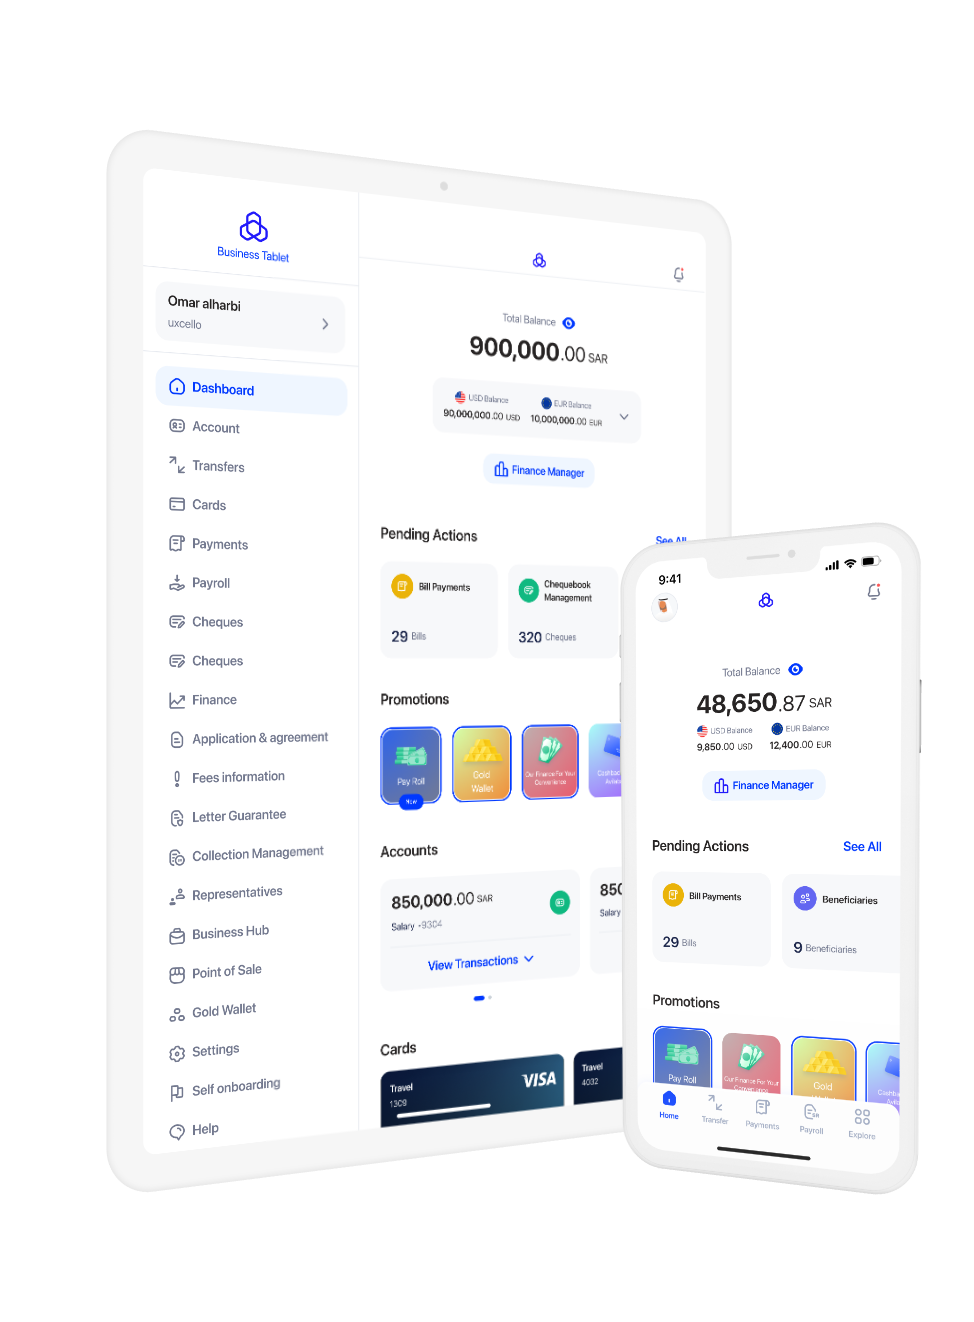 Business Tablet
Omar alharbi
uxcello
Dashboard
Account
Transfers
Cards
Payments
Payroll
Cheques
Cheques
Finance
Application & agreement
Fees information
Letter Guarantee
Collection Management
Representatives
Business Hub
Point of Sale
Gold Wallet
Settings
Self onboarding
Help
Total Balance
900,000.00 SAR
USD Balance
90,000,000.00 USD
EUR Balance
10,000,000.00 EUR
Finance Manager
Pending Actions
See All
Bill Payments
29 Bills
Chequebook
Management
320 Cheques
Promotions
Pay Roll
New
Gold
Wallet
Our Finance For Your
Convenience
Accounts
850,000.00 SAR
Salary -9304
View Transactions
Salary
Cards
Travel
1309
VISA
Travel
4032
9:41
Total Balance
48,650.87 SAR
USD Balance
9,850.00 USD
EUR Balance
12,400.00 EUR
Finance Manager
Pending Actions
See All
Bill Payments
29 Bills
Beneficiaries
9 Beneficiaries
Promotions
Pay Roll
Our Finance For Your
Convenience
Gold
Home
Transfer
Payments
Payroll
Explore